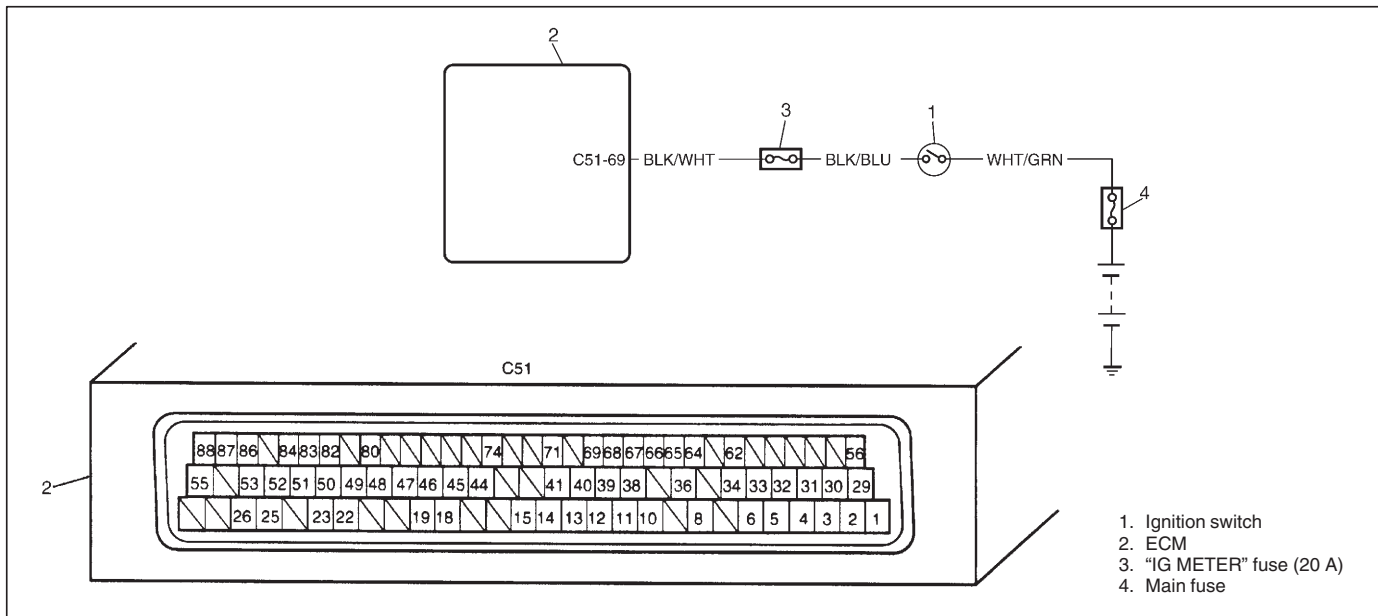 2
3
1
C51-69 BLK/WHT BLK/BLU WHT/GRN
4
C51
88 87 86 84 83 82 80 74 71 69 68 67 66 65 64 62 56
2
55 53 52 51 50 49 48 47 46 45 44 41 40 39 38 36 34 33 32 31 30 29
26 25 23 22 19 18 15 14 13 12 11 10 8 6 5 4 3 2 1
1. Ignition switch
2. ECM
3. “IG METER” fuse (20 A)
4. Main fuse